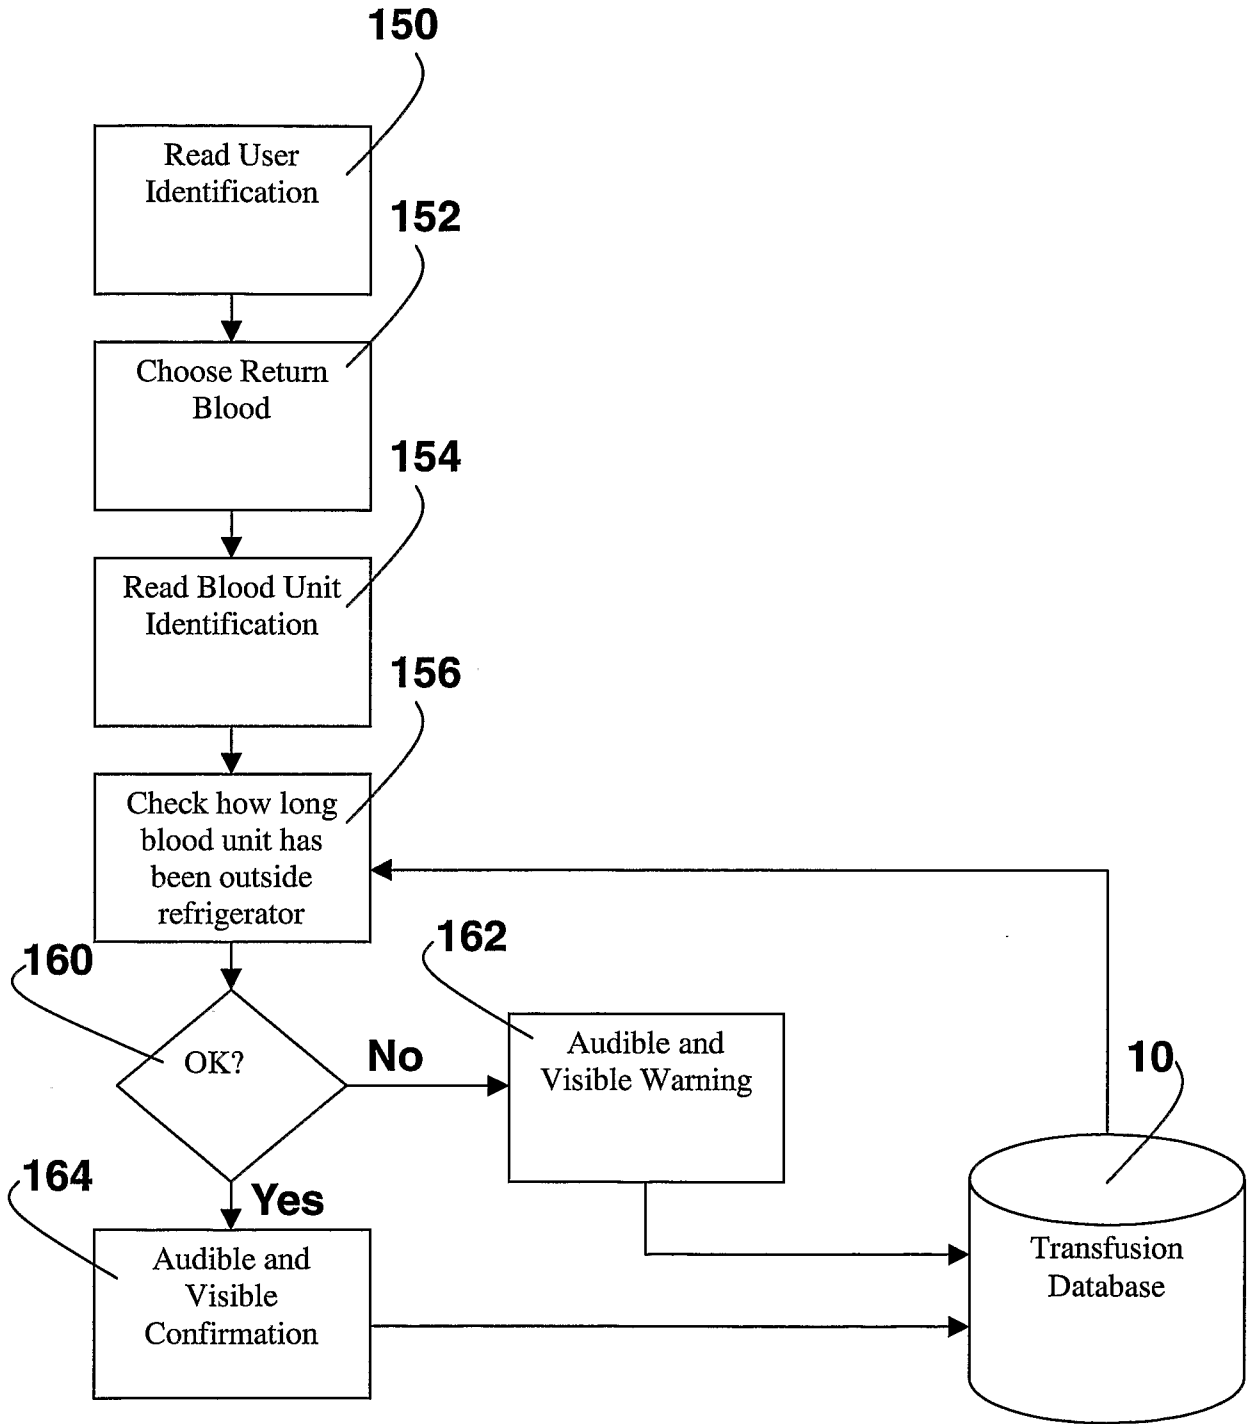 150
Read User
Identification
152
Choose Return
Blood
154
Read Blood Unit
Identification
156
Check how long
blood unit has
been outside
refrigerator
160
OK?
No
162
Audible and
Visible Warning
10
Transfusion
Database
Yes
164
Audible and
Visible
Confirmation